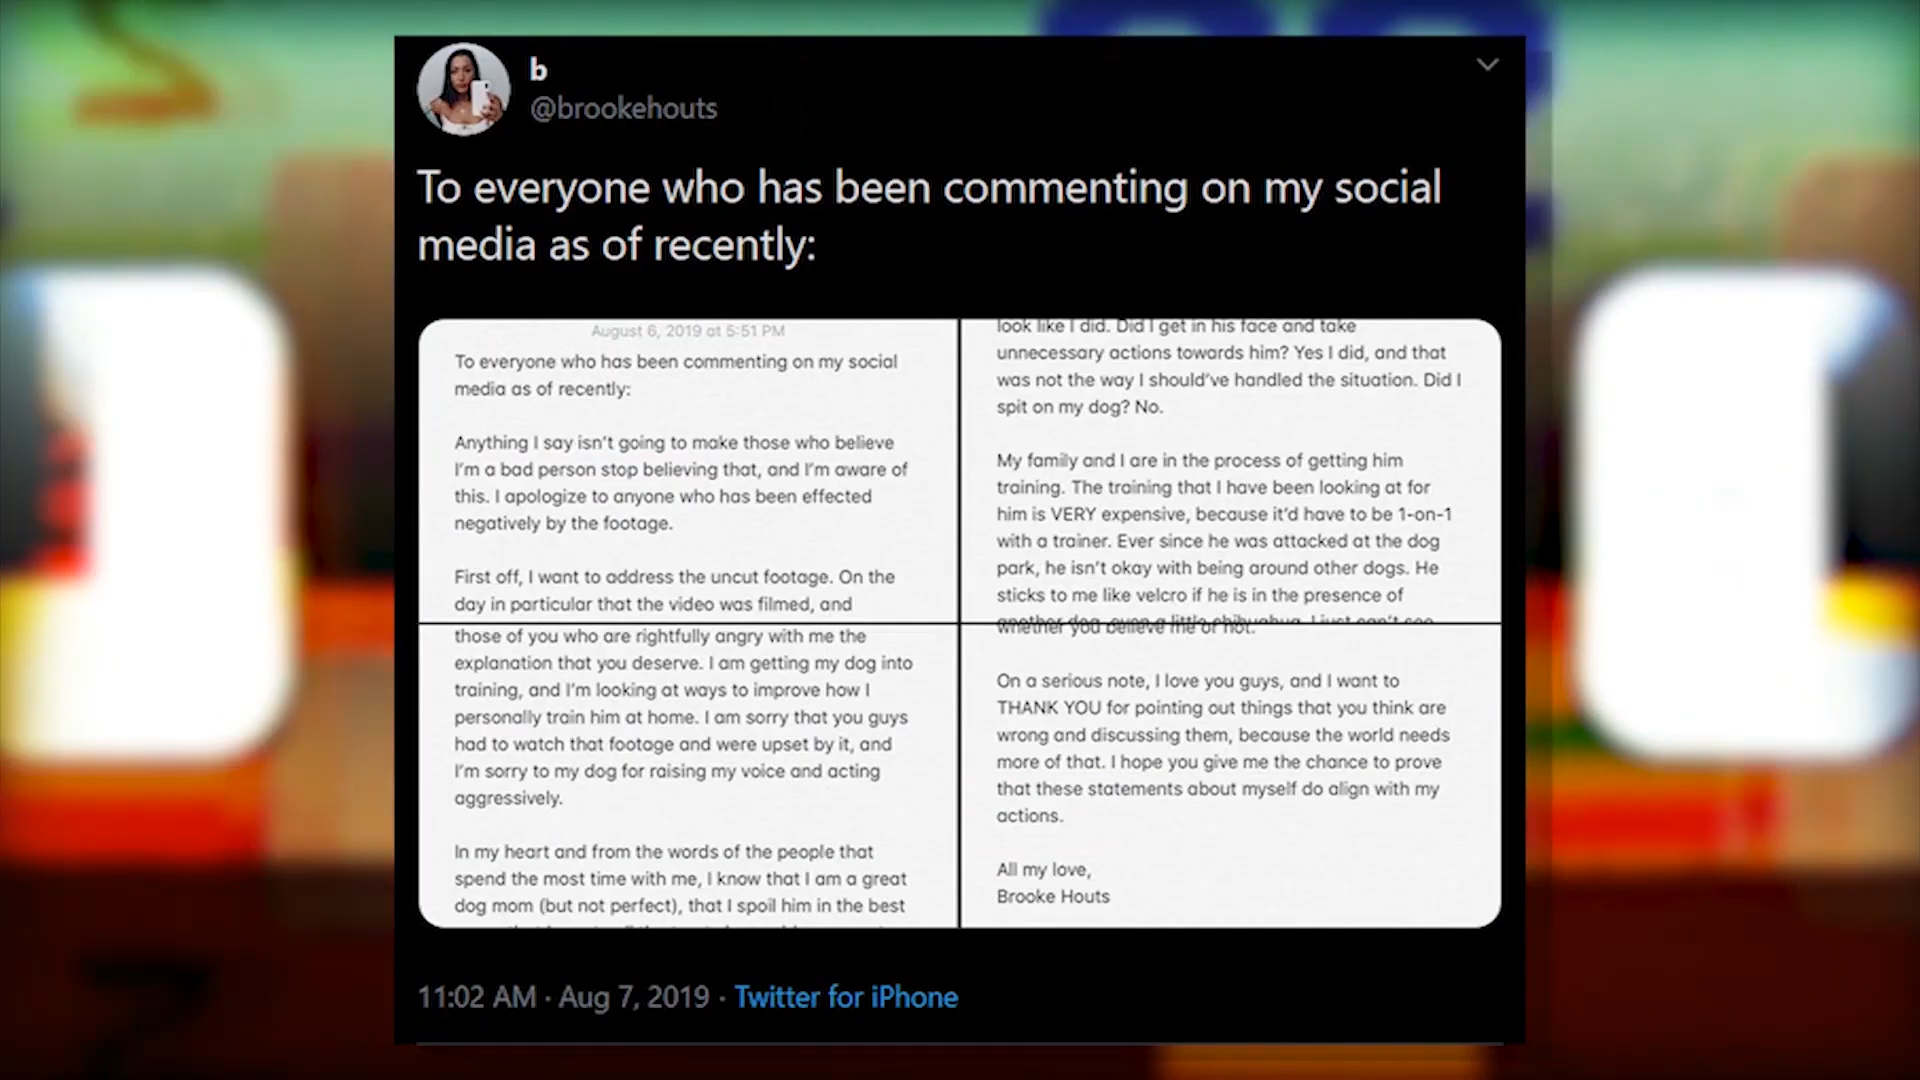 b
@brookehouts
To everyone who has been commenting on my social
media as of recently:
August 6, 2019 at 5:51 PM
To everyone who has been commenting on my social
media as of recently:
Anything I say isn't going to make those who believe
I'm a bad person stop believing that, and I'm aware of
this. I apologize to anyone who has been effected
negatively by the footage.
First off, I want to address the uncut footage. On the
day in particular that the video was filmed, and
look like I did. Did I get in his face and take
unnecessary actions towards him? Yes I did, and that
was not the way I should've handled the situation. Did I
spit on my dog? No.
My family and I are in the process of getting him
training. The training that I have been looking at for
him is VERY expensive, because it'd have to be 1-on-1
with a trainer. Ever since he was attacked at the dog
park, he isn't okay with being around other dogs. He
sticks to me like velcro if he is in the presence of
another dog, even a little chihuahua. I just can't see
those of you who are rightfully angry with me the
explanation that you deserve. I am getting my dog into
training, and I'm looking at ways to improve how I
personally train him at home. I am sorry that you guys
had to watch that footage and were upset by it, and
I'm sorry to my dog for raising my voice and acting
aggressively.
In my heart and from the words of the people that
spend the most time with me, I know that I am a great
dog mom (but not perfect), that I spoil him in the best
whether you believe me or not.
On a serious note, I love you guys, and I want to
THANK YOU for pointing out things that you think are
wrong and discussing them, because the world needs
more of that. I hope you give me the chance to prove
that these statements about myself do align with my
actions.
All my love,
Brooke Houts
11:02 AM · Aug 7, 2019 · Twitter for iPhone